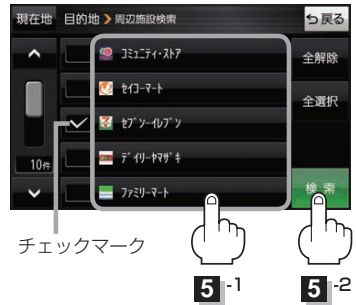 現在地 目的地 ❯ 周辺施設検索 戻る
コミュニティ・ストア 全解除
セイコーマート
全選択
セブン-イレブン
10件 デイリーヤマザキ
ファミリーマート 検索
チェックマーク
5 -1 5 -2